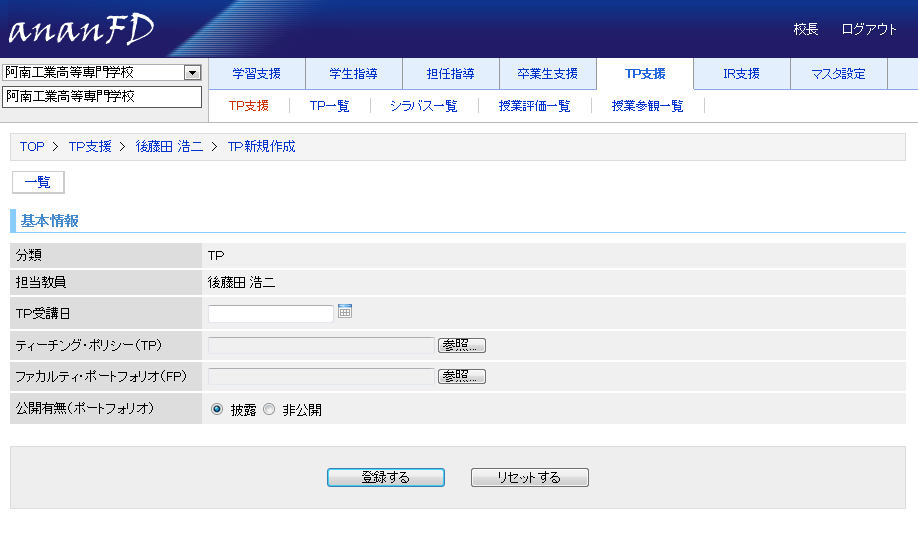 ananFD
校長 ログアウト
阿南工業高等専門学校
阿南工業高等専門学校
学習支援 学生指導 担任指導 卒業生支援 TP支援 IR支援 マスタ設定
TP支援 TP一覧 シラバス一覧 授業評価一覧 授業参観一覧
TOP > TP支援 > 後藤田 浩二 > TP新規作成
一覧
基本情報
分類 TP
担当教員 後藤田 浩二
TP受講日
ティーチング・ポリシー(TP) 参照...
ファカルティ・ポートフォリオ(FP) 参照...
公開有無(ポートフォリオ) 披露 非公開
登録する リセットする